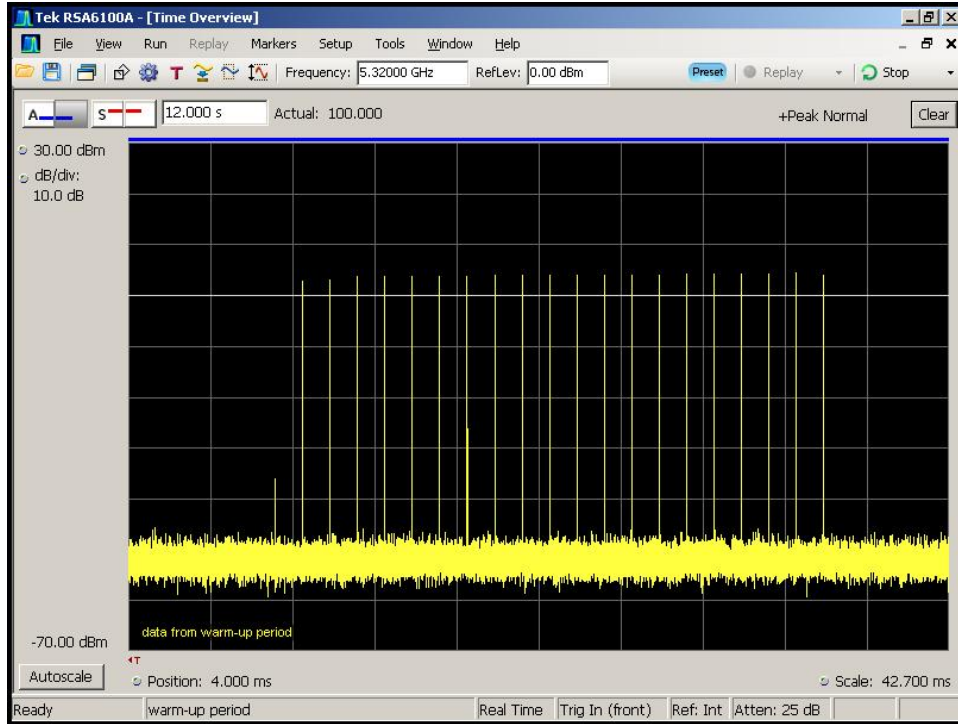 Tek RSA6100A - [Time Overview]
File View Run Replay Markers Setup Tools Window Help
T Frequency: 5.32000 GHz RefLev: 0.00 dBm Preset Replay Stop
A S 12.000 s Actual: 100.000 +Peak Normal Clear
30.00 dBm
dB/div:
10.0 dB
-70.00 dBm
data from warm-up period
T
Autoscale Position: 4.000 ms Scale: 42.700 ms
Ready warm-up period Real Time Trig In (front) Ref: Int Atten: 25 dB